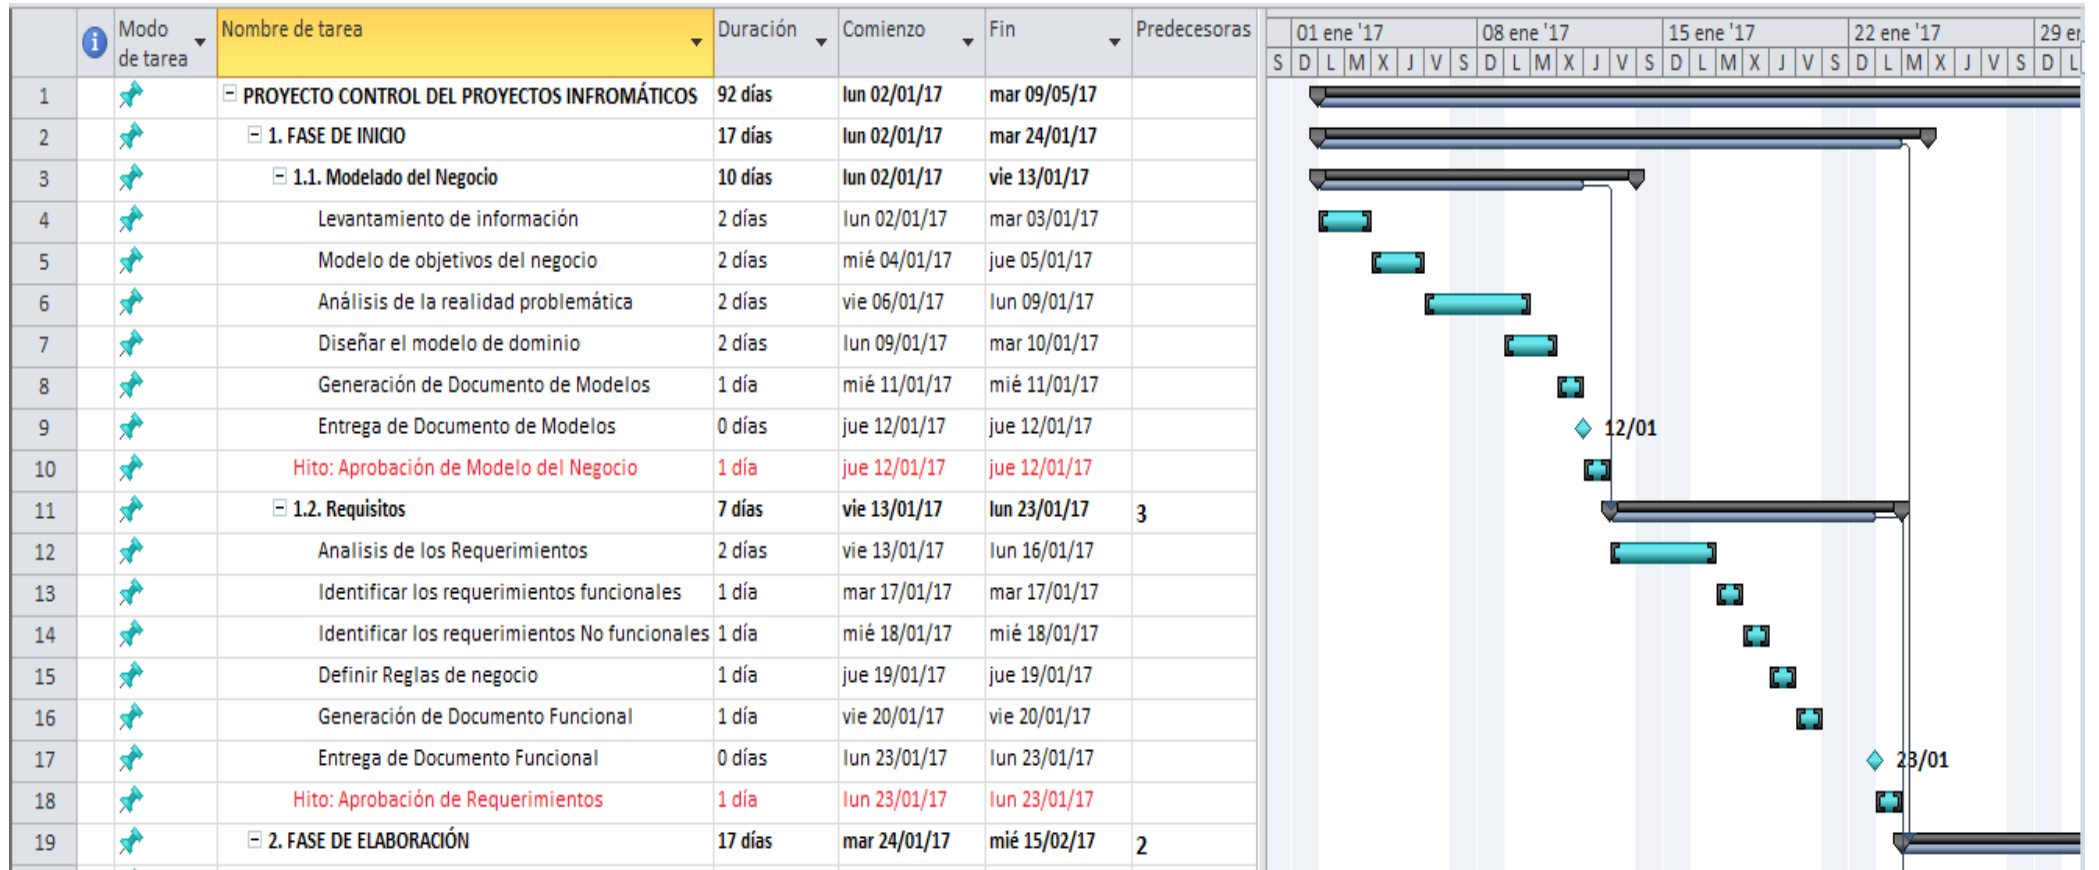 Modo de tarea Nombre de tarea Duración Comienzo Fin Predecesoras 01 ene '17 08 ene '17 15 ene '17 22 ene '17
S D L M X J V S D L M X J V S D L M X J V S D L M X J V S D L
1 PROYECTO CONTROL DEL PROYECTOS INFROMÁTICOS 92 días lun 02/01/17 mar 09/05/17
2 1. FASE DE INICIO 17 días lun 02/01/17 mar 24/01/17
3 1.1. Modelado del Negocio 10 días lun 02/01/17 vie 13/01/17
4 Levantamiento de información 2 días lun 02/01/17 mar 03/01/17
5 Modelo de objetivos del negocio 2 días mié 04/01/17 jue 05/01/17
6 Análisis de la realidad problemática 2 días vie 06/01/17 lun 09/01/17
7 Diseñar el modelo de dominio 2 días lun 09/01/17 mar 10/01/17
8 Generación de Documento de Modelos 1 día mié 11/01/17 mié 11/01/17
9 Entrega de Documento de Modelos 0 días jue 12/01/17 jue 12/01/17 12/01
10 Hito: Aprobación de Modelo del Negocio 1 día jue 12/01/17 jue 12/01/17
11 1.2. Requisitos 7 días vie 13/01/17 lun 23/01/17 3
12 Analisis de los Requerimientos 2 días vie 13/01/17 lun 16/01/17
13 Identificar los requerimientos funcionales 1 día mar 17/01/17 mar 17/01/17
14 Identificar los requerimientos No funcionales 1 día mié 18/01/17 mié 18/01/17
15 Definir Reglas de negocio 1 día jue 19/01/17 jue 19/01/17
16 Generación de Documento Funcional 1 día vie 20/01/17 vie 20/01/17
17 Entrega de Documento Funcional 0 días lun 23/01/17 lun 23/01/17 23/01
18 Hito: Aprobación de Requerimientos 1 día lun 23/01/17 lun 23/01/17
19 2. FASE DE ELABORACIÓN 17 días mar 24/01/17 mié 15/02/17 2